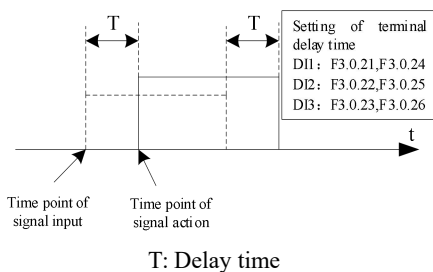 T
T
Setting of terminal
delay time
DI1: F3.0.21,F3.0.24
DI2: F3.0.22,F3.0.25
DI3: F3.0.23,F3.0.26
t
Time point of
signal input
Time point of
signal action
T: Delay time